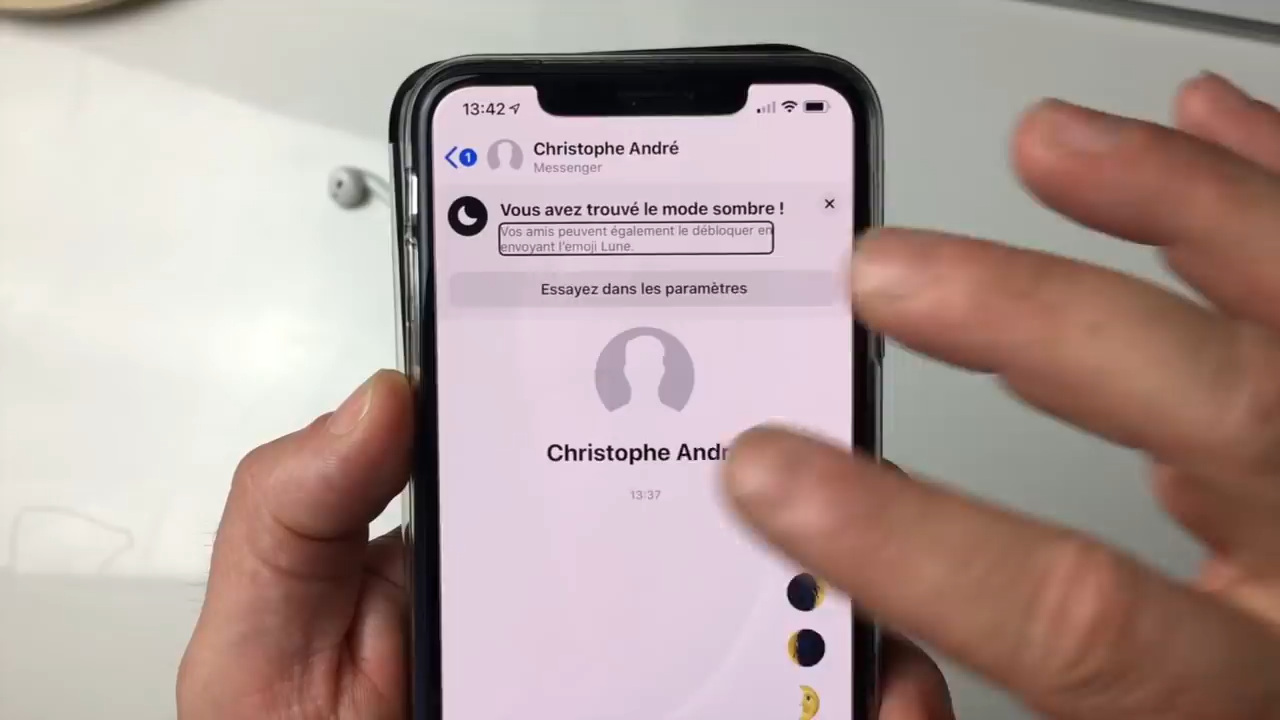 13:42
1
Christophe André
Messenger
Vous avez trouvé le mode sombre !
Vos amis peuvent également le débloquer en
envoyant l'emoji Lune.
Essayez dans les paramètres
Christophe Andr
13:37